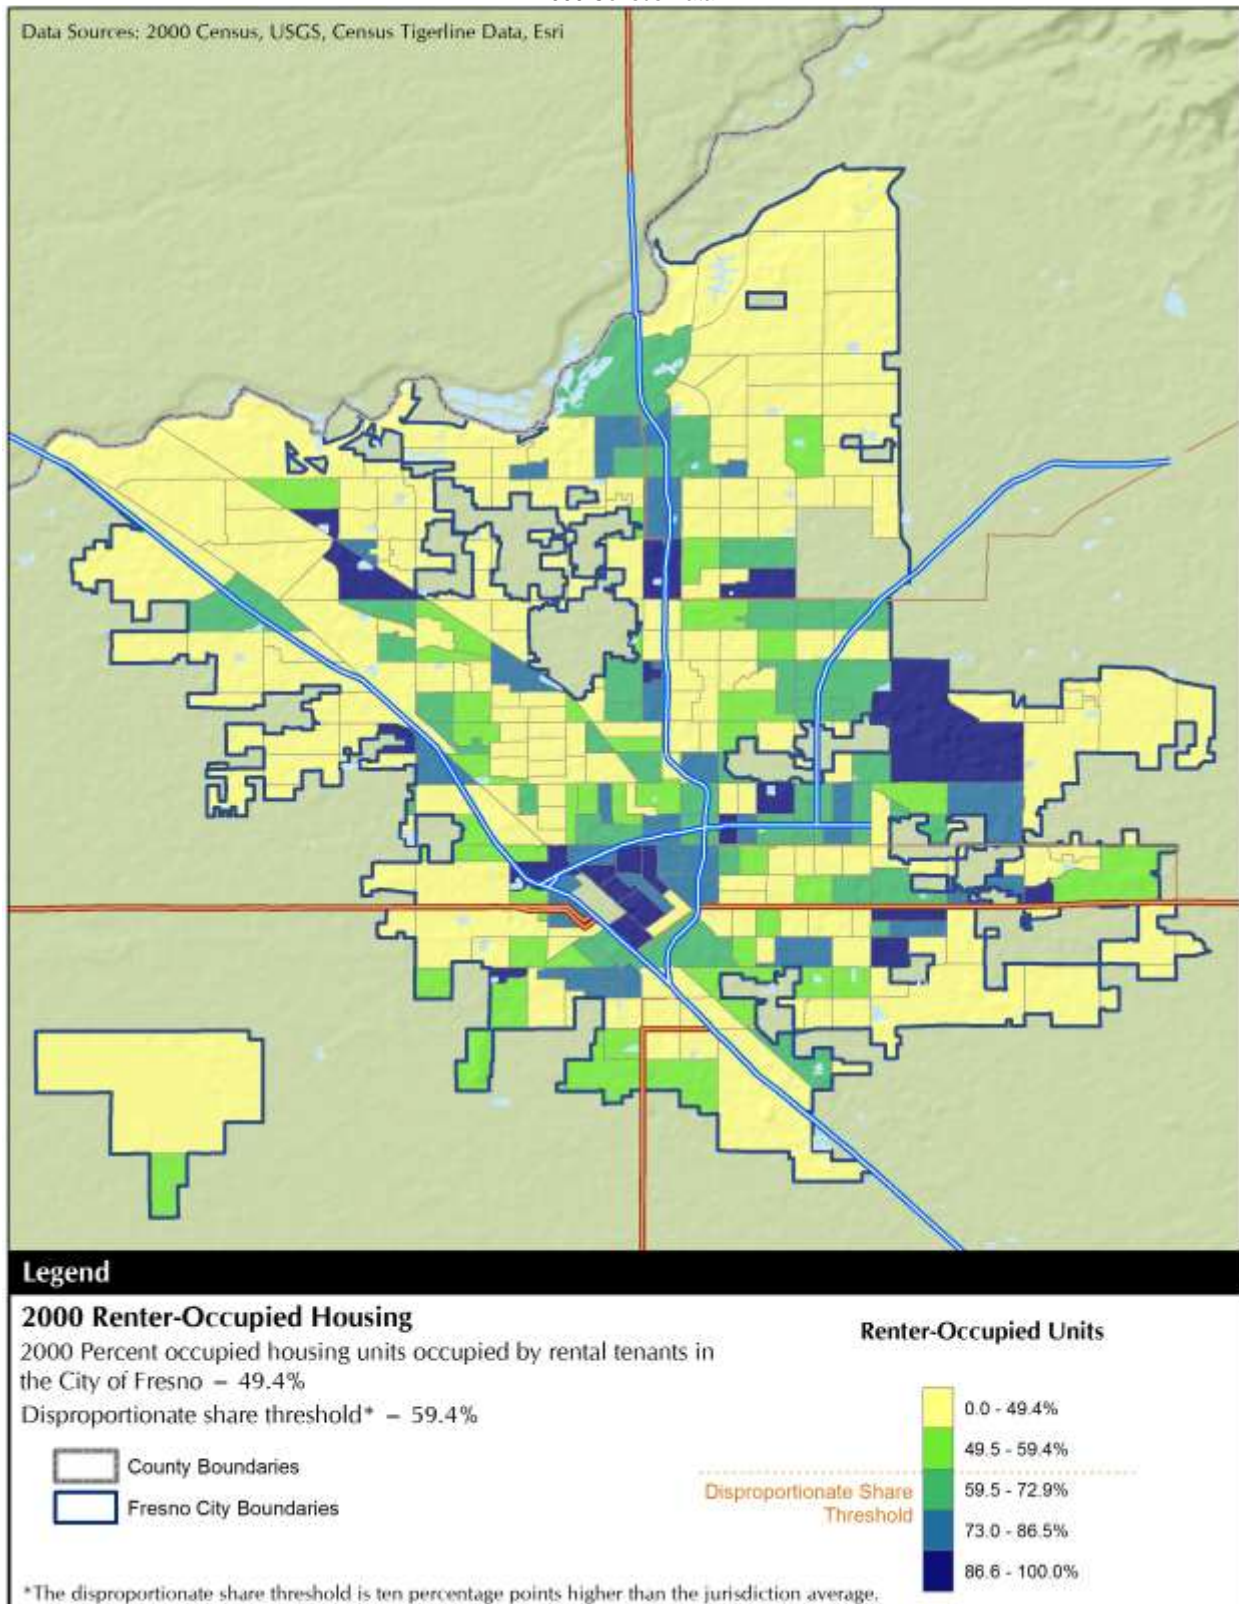 Data Sources: 2000 Census, USGS, Census Tigerline Data, Esri
Legend
2000 Renter-Occupied Housing
2000 Percent occupied housing units occupied by rental tenants in
the City of Fresno – 49.4%
Disproportionate share threshold* – 59.4%
County Boundaries
Fresno City Boundaries
Renter-Occupied Units
0.0 - 49.4%
49.5 - 59.4%
Disproportionate Share
Threshold
59.5 - 72.9%
73.0 - 86.5%
86.6 - 100.0%
*The disproportionate share threshold is ten percentage points higher than the jurisdiction average.